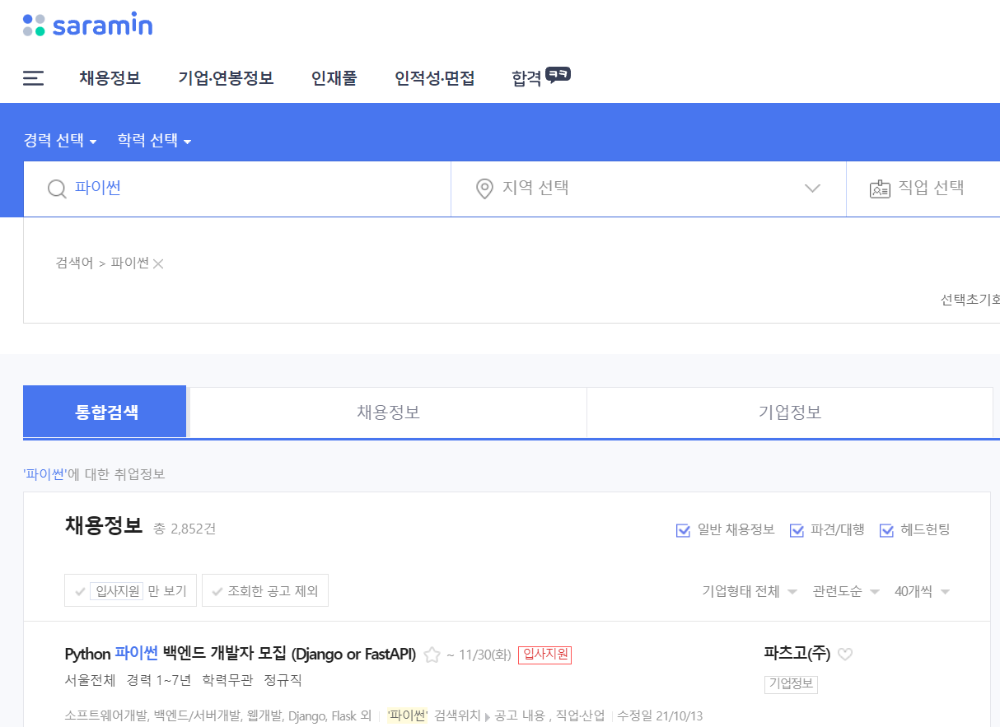 saramin
채용정보 기업·연봉정보 인재풀 인적성·면접 합격 ㅋㅋ
경력 선택 학력 선택
파이썬 지역 선택 직업 선택
검색어 > 파이썬
선택초기화
통합검색 채용정보 기업정보
'파이썬'에 대한 취업정보
채용정보 총 2,852건 일반 채용정보 파견/대행 헤드헌팅
입사지원 만 보기 조회한 공고 제외 기업형태 전체 관련도순 40개씩
Python 파이썬 백엔드 개발자 모집 (Django or FastAPI) ~ 11/30(화) 입사지원 파츠고(주)
서울전체 경력 1~7년 학력무관 정규직 기업정보
소프트웨어개발, 백엔드/서버개발, 웹개발, Django, Flask 외 '파이썬' 검색위치 공고 내용 , 직업·산업 수정일 21/10/13